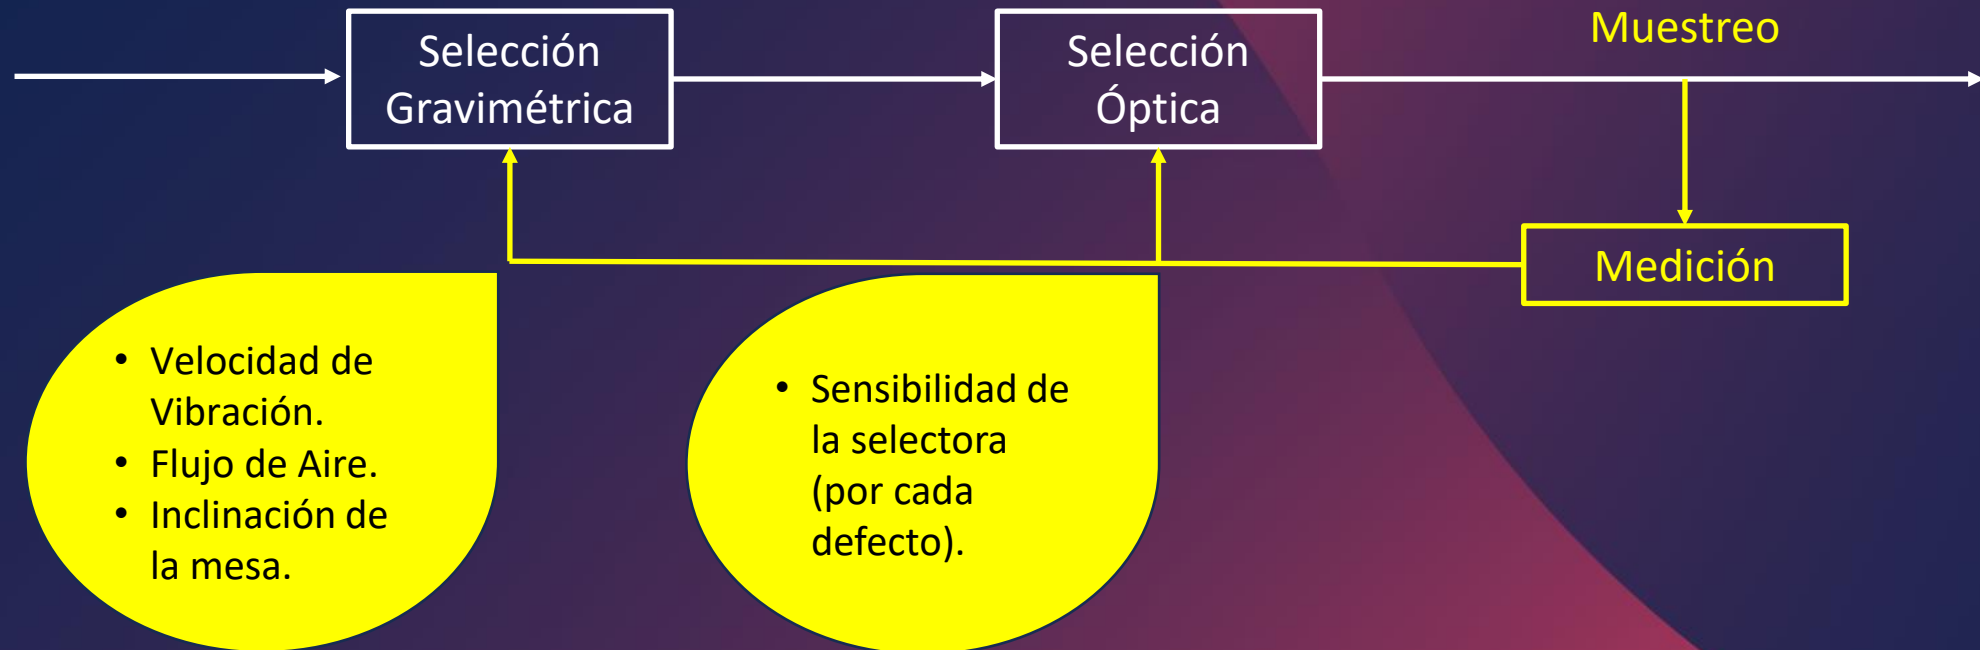 Selección
Gravimétrica
Selección
Óptica
Muestreo
Medición
• Velocidad de
Vibración.
• Flujo de Aire.
• Inclinación de
la mesa.
• Sensibilidad de
la selectora
(por cada
defecto).